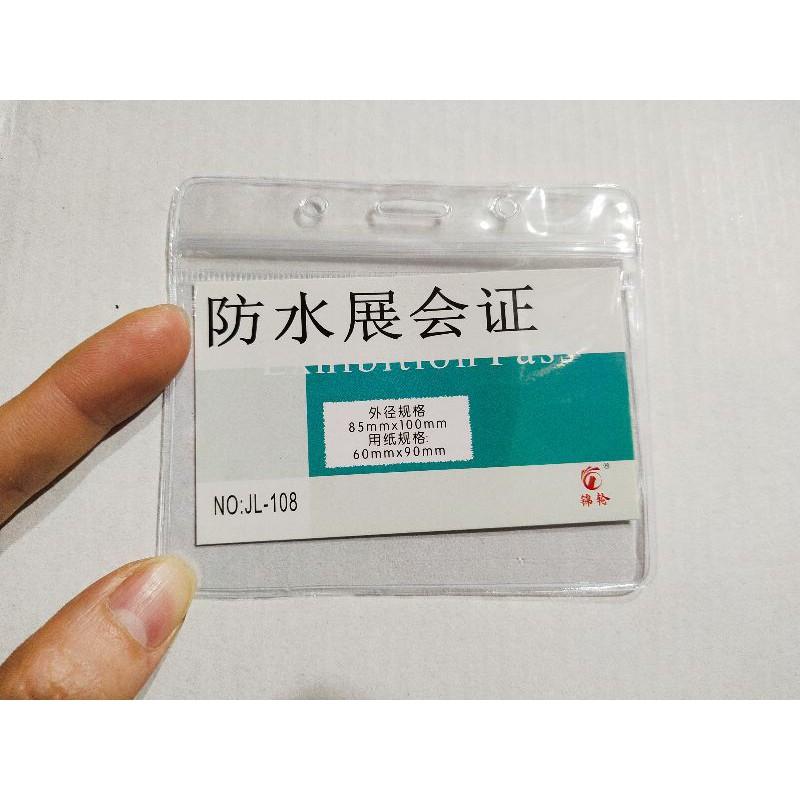 防水展会证
Exhibition Pass
外径规格
85mmx100mm
用纸规格:
60mmx90mm
NO:JL-108
®
锦轮